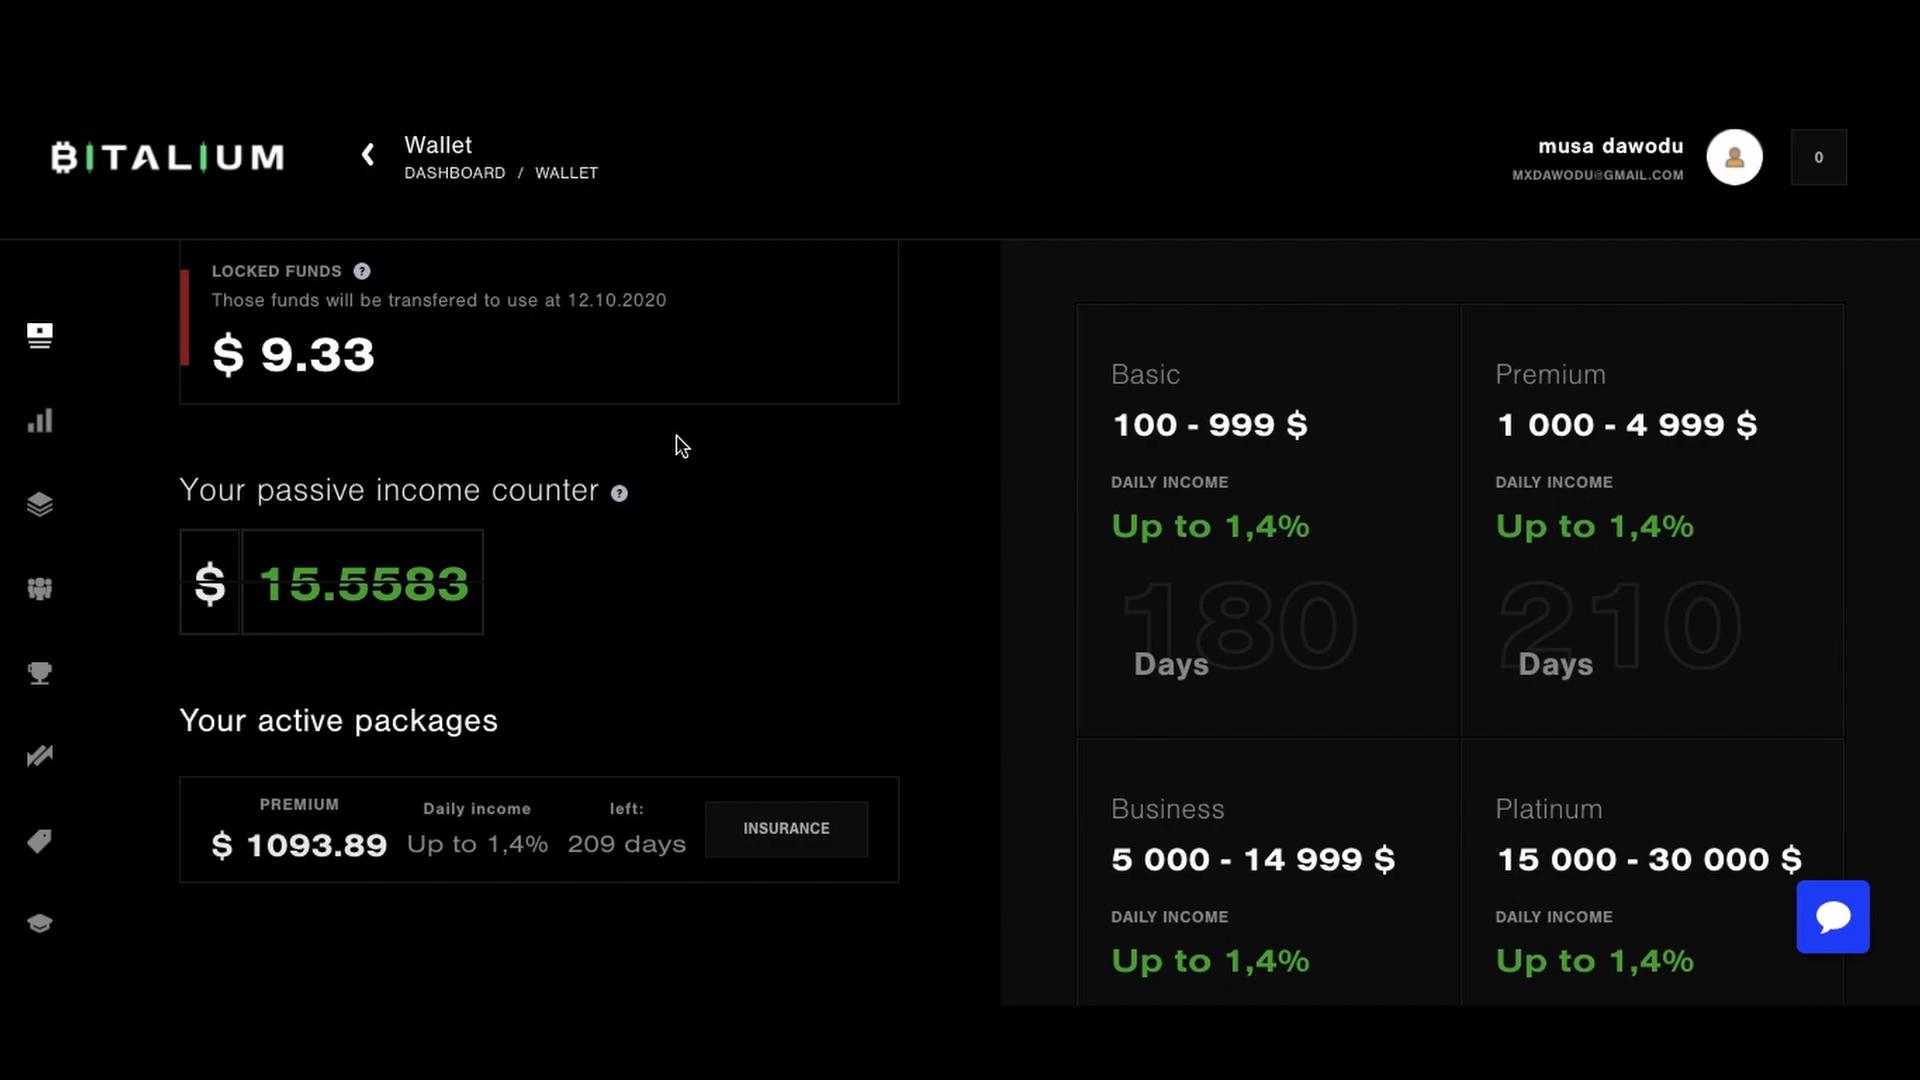 BITALIUM
Wallet
DASHBOARD / WALLET
musa dawodu
MXDAWODU@GMAIL.COM
0
LOCKED FUNDS ?
Those funds will be transfered to use at 12.10.2020
$ 9.33
Your passive income counter ?
$ 15.5583
Your active packages
PREMIUM
$ 1093.89
Daily income
Up to 1,4%
left:
209 days
INSURANCE
Basic
100 - 999 $
DAILY INCOME
Up to 1,4%
180
Days
Premium
1 000 - 4 999 $
DAILY INCOME
Up to 1,4%
210
Days
Business
5 000 - 14 999 $
DAILY INCOME
Up to 1,4%
Platinum
15 000 - 30 000 $
DAILY INCOME
Up to 1,4%